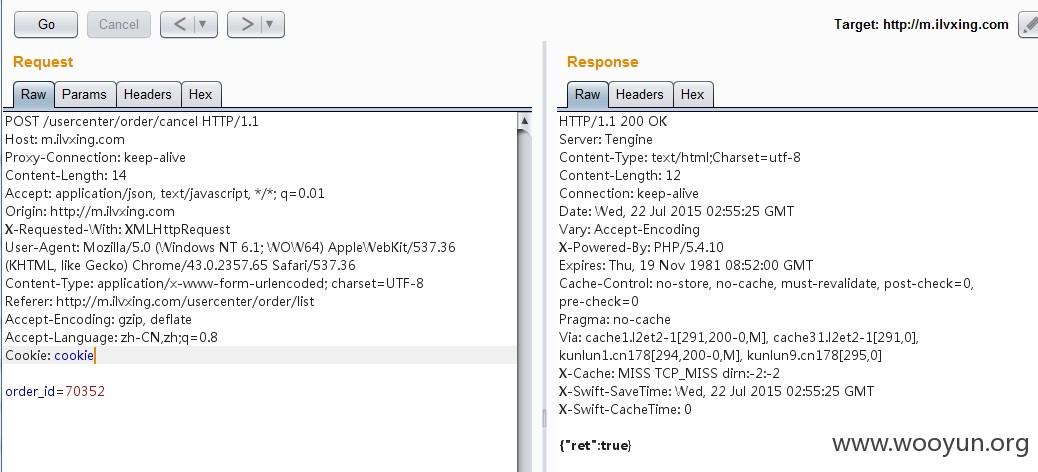 Go Cancel < > Target: http://m.ilvxing.com
Request
Raw Params Headers Hex
POST /usercenter/order/cancel HTTP/1.1
Host: m.ilvxing.com
Proxy-Connection: keep-alive
Content-Length: 14
Accept: application/json, text/javascript, */*; q=0.01
Origin: http://m.ilvxing.com
X-Requested-With: XMLHttpRequest
User-Agent: Mozilla/5.0 (Windows NT 6.1; WOW64) AppleWebKit/537.36
(KHTML, like Gecko) Chrome/43.0.2357.65 Safari/537.36
Content-Type: application/x-www-form-urlencoded; charset=UTF-8
Referer: http://m.ilvxing.com/usercenter/order/list
Accept-Encoding: gzip, deflate
Accept-Language: zh-CN,zh;q=0.8
Cookie: cookie
order_id=70352
Response
Raw Headers Hex
HTTP/1.1 200 OK
Server: Tengine
Content-Type: text/html;Charset=utf-8
Content-Length: 12
Connection: keep-alive
Date: Wed, 22 Jul 2015 02:55:25 GMT
Vary: Accept-Encoding
X-Powered-By: PHP/5.4.10
Expires: Thu, 19 Nov 1981 08:52:00 GMT
Cache-Control: no-store, no-cache, must-revalidate, post-check=0,
pre-check=0
Pragma: no-cache
Via: cache1.l2et2-1[291,200-0,M], cache31.l2et2-1[291,0],
kunlun1.cn178[294,200-0,M], kunlun9.cn178[295,0]
X-Cache: MISS TCP_MISS dirn:-2:-2
X-Swift-SaveTime: Wed, 22 Jul 2015 02:55:25 GMT
X-Swift-CacheTime: 0
{"ret":true}
www.wooyun.org